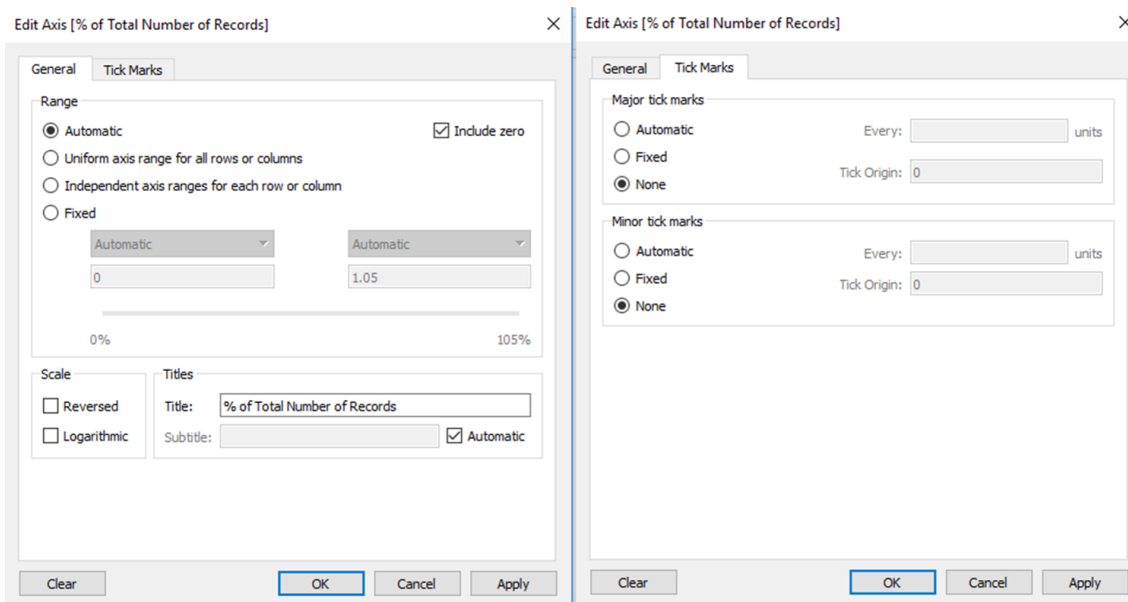 Edit Axis [% of Total Number of Records]
General
Tick Marks
Range
Automatic
Include zero
Uniform axis range for all rows or columns
Independent axis ranges for each row or column
Fixed
Automatic
Automatic
0
1.05
0%
105%
Scale
Reversed
Logarithmic
Titles
Title: % of Total Number of Records
Subtitle:
Automatic
Clear
OK
Cancel
Apply
Edit Axis [% of Total Number of Records]
General
Tick Marks
Major tick marks
Automatic
Every: units
Fixed
Tick Origin: 0
None
Minor tick marks
Automatic
Every: units
Fixed
Tick Origin: 0
None
Clear
OK
Cancel
Apply